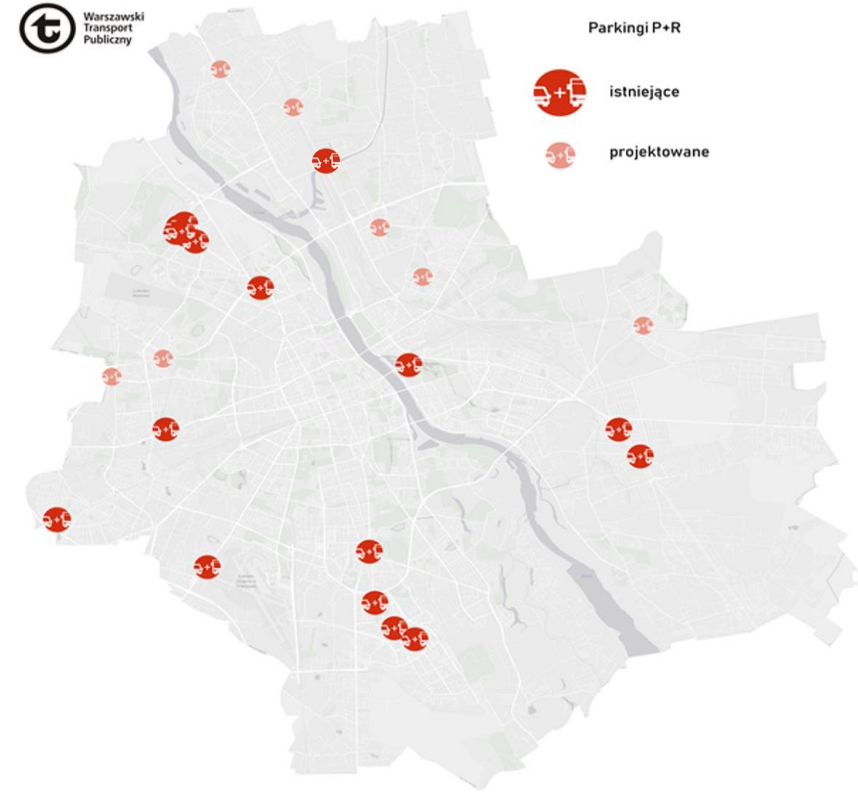 Warszawski
Transport
Publiczny
Parkingi P+R
istniejące
projektowane